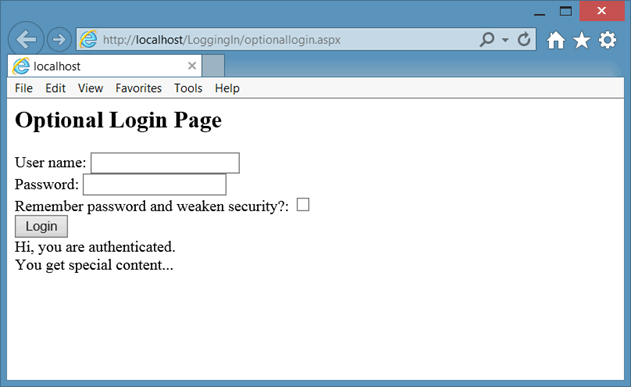 http://localhost/LoggingIn/optionallogin.aspx
localhost
File Edit View Favorites Tools Help
Optional Login Page
User name:
Password:
Remember password and weaken security?:
Login
Hi, you are authenticated.
You get special content...